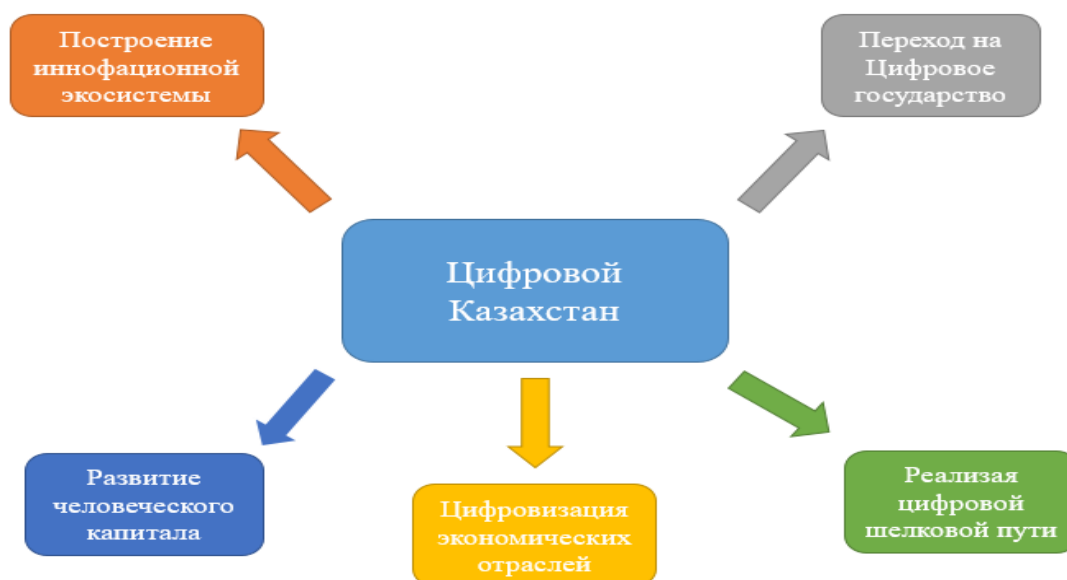 Построение
иннофационной
экосистемы
Переход на
Цифровое
государство
Цифровой
Казахстан
Развитие
человеческого
капитала
Цифровизация
экономических
отраслей
Реализая
цифровой
шелковой пути